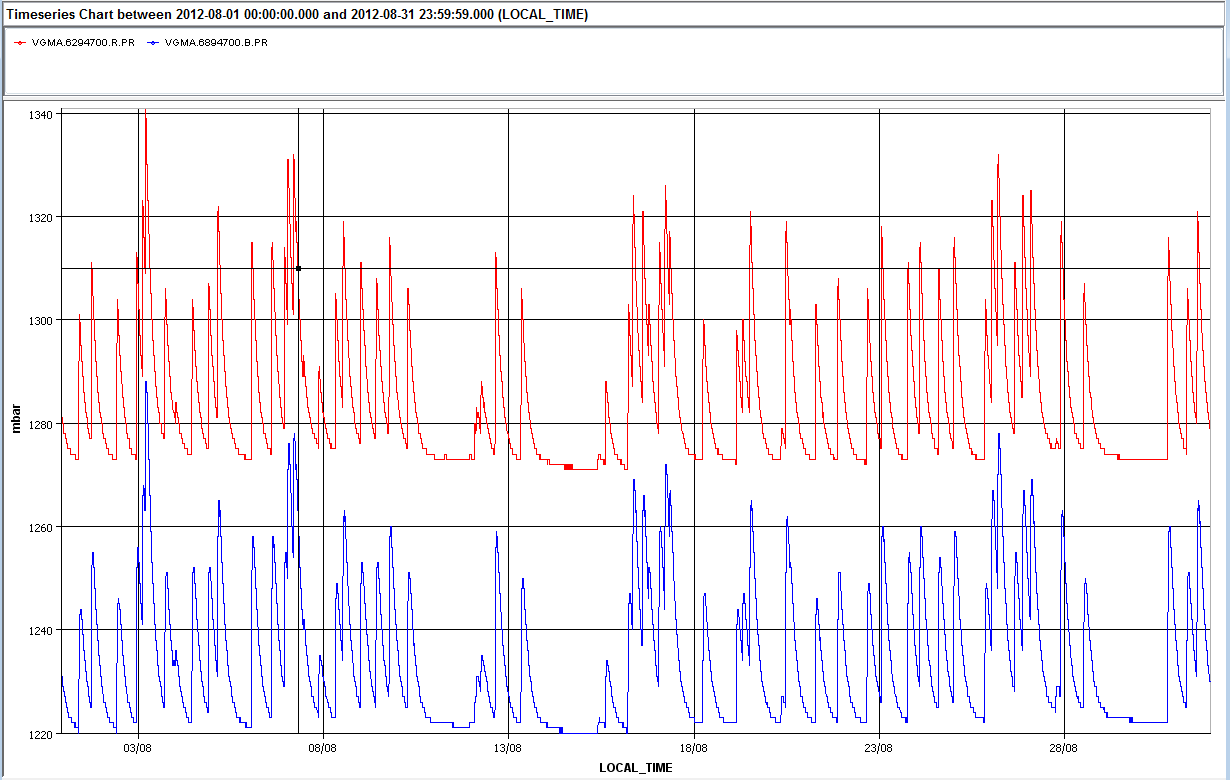 Timeseries Chart between 2012-08-01 00:00:00.000 and 2012-08-31 23:59:59.000 (LOCAL_TIME)
VGMA.6294700.R.PR VGMA.6894700.B.PR
1340
1320
1300
1280
mbar
1260
1240
1220
03/08 08/08 13/08 18/08 23/08 28/08
LOCAL_TIME